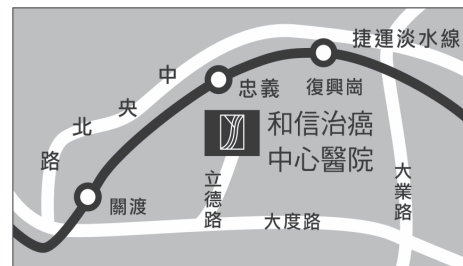 捷運淡水線
中央北路
忠義
復興崗
和信治癌
中心醫院
關渡
立德路
大度路
大業路